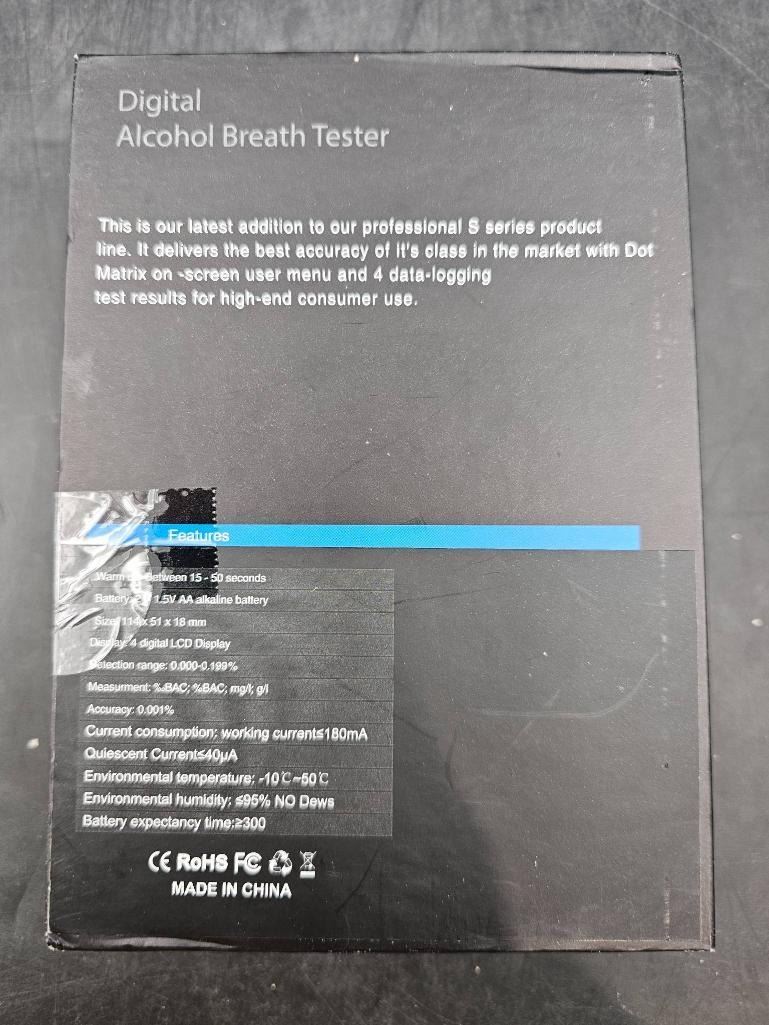 Digital
Alcohol Breath Tester
This is our latest addition to our professional S series product
line. It delivers the best accuracy of it's class in the market with Dot
Matrix on -screen user menu and 4 data-logging
test results for high-end consumer use.
Features
Warm between 15 - 50 seconds
Battery: 1.5V AA alkaline battery
Size: 114 x 51 x 18 mm
Display: 4 digital LCD Display
Detection range: 0.000-0.199%
Measurment: ‰BAC; %BAC; mg/l; g/l
Accuracy: 0.001%
Current consumption: working current≤180mA
Quiescent Current≤40μA
Environmental temperature: -10℃~50℃
Environmental humidity: ≤95% NO Dews
Battery expectancy time:≥300
CE RoHS FC
MADE IN CHINA